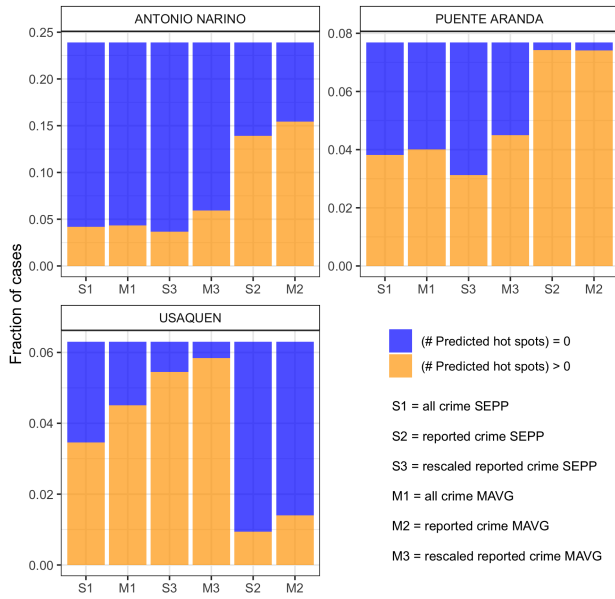 ANTONIO NARINO
PUENTE ARANDA
0.25
0.20
0.15
0.10
0.05
0.00
0.08
0.06
0.04
0.02
0.00
S1 M1 S3 M3 S2 M2
S1 M1 S3 M3 S2 M2
Fraction of cases
USAQUEN
0.06
0.04
0.02
0.00
S1 M1 S3 M3 S2 M2
(# Predicted hot spots) = 0
(# Predicted hot spots) > 0
S1 = all crime SEPP
S2 = reported crime SEPP
S3 = rescaled reported crime SEPP
M1 = all crime MAVG
M2 = reported crime MAVG
M3 = rescaled reported crime MAVG